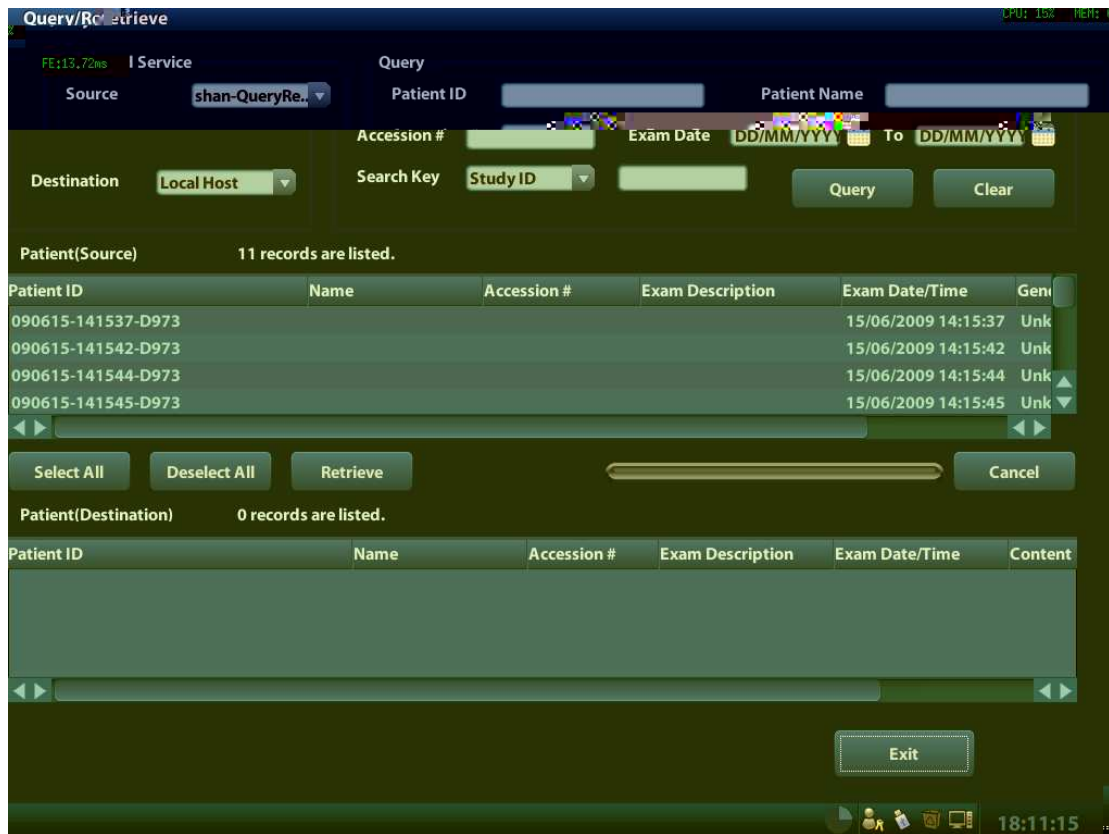 Query/Retrieve
CPU: 15% MEM:
%
FE:13.72ms
Service Query
Source shan-QueryRe.. Patient ID Patient Name
Accession # Exam Date DD/MM/YYYY To DD/MM/YYYY
Destination Local Host Search Key Study ID Query Clear
Patient(Source) 11 records are listed.
Patient ID Name Accession # Exam Description Exam Date/Time Gen
090615-141537-D973 15/06/2009 14:15:37 Unk
090615-141542-D973 15/06/2009 14:15:42 Unk
090615-141544-D973 15/06/2009 14:15:44 Unk
090615-141545-D973 15/06/2009 14:15:45 Unk
Select All Deselect All Retrieve Cancel
Patient(Destination) 0 records are listed.
Patient ID Name Accession # Exam Description Exam Date/Time Content
Exit
18:11:15